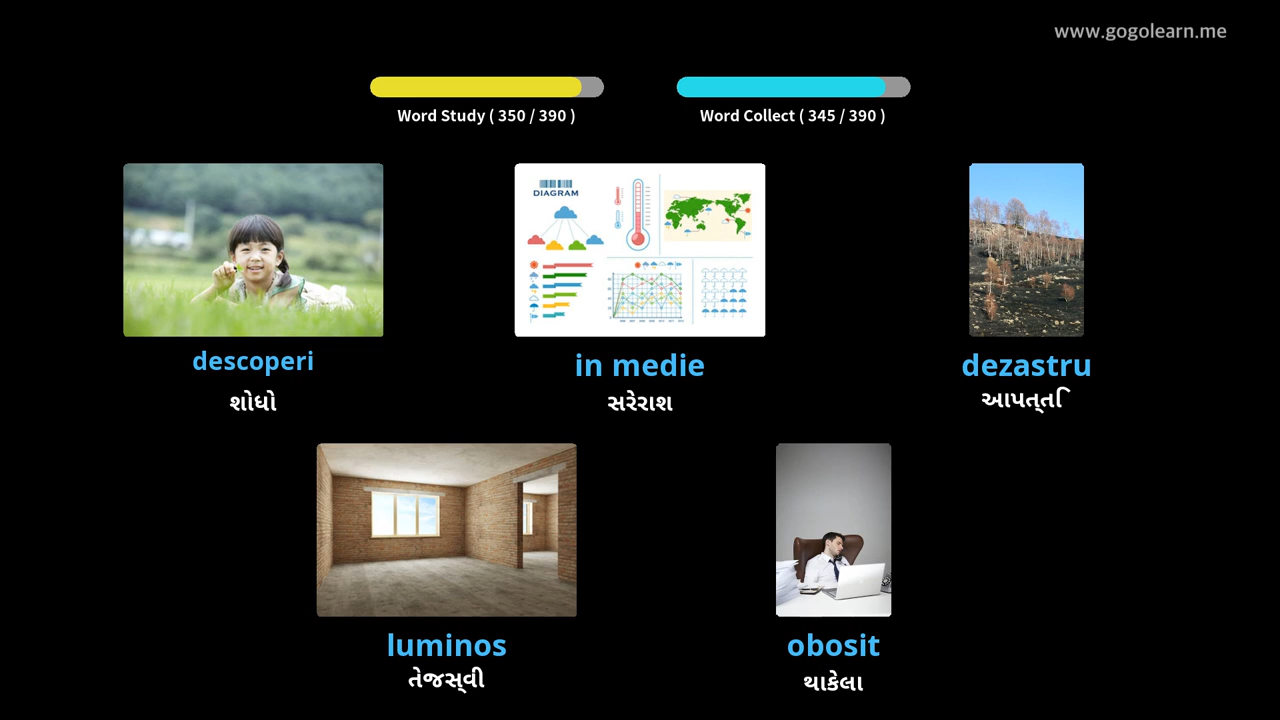 www.gogolearn.me
Word Study ( 350 / 390 )
Word Collect ( 345 / 390 )
DIAGRAM
descoperi
શોધો
in medie
સરેરાશ
dezastru
આપત્તિ
luminos
તેજસ્વી
obosit
થાકેલા